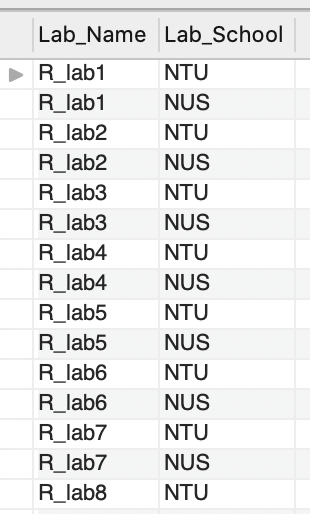 Lab_Name Lab_School
R_lab1 NTU
R_lab1 NUS
R_lab2 NTU
R_lab2 NUS
R_lab3 NTU
R_lab3 NUS
R_lab4 NTU
R_lab4 NUS
R_lab5 NTU
R_lab5 NUS
R_lab6 NTU
R_lab6 NUS
R_lab7 NTU
R_lab7 NUS
R_lab8 NTU